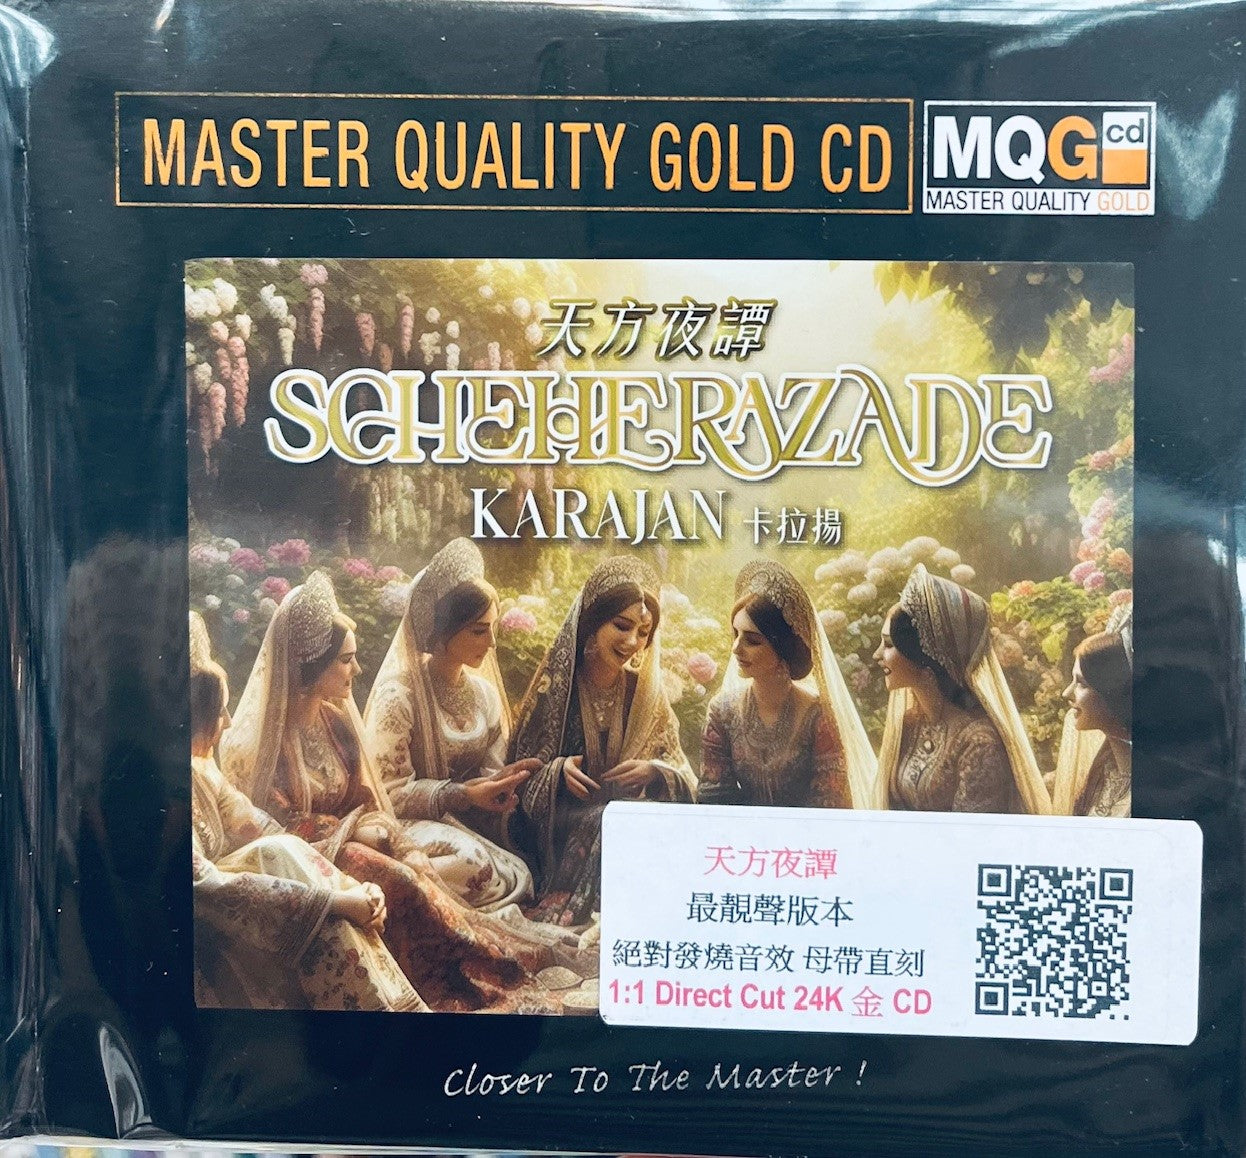 MASTER QUALITY GOLD CD
MQG cd
MASTER QUALITY GOLD
天方夜譚
SCHEHERAZADE
KARAJAN 卡拉揚
天方夜譚
最靚聲版本
絕對發燒音效 母帶直刻
1:1 Direct Cut 24K 金 CD
Closer To The Master !